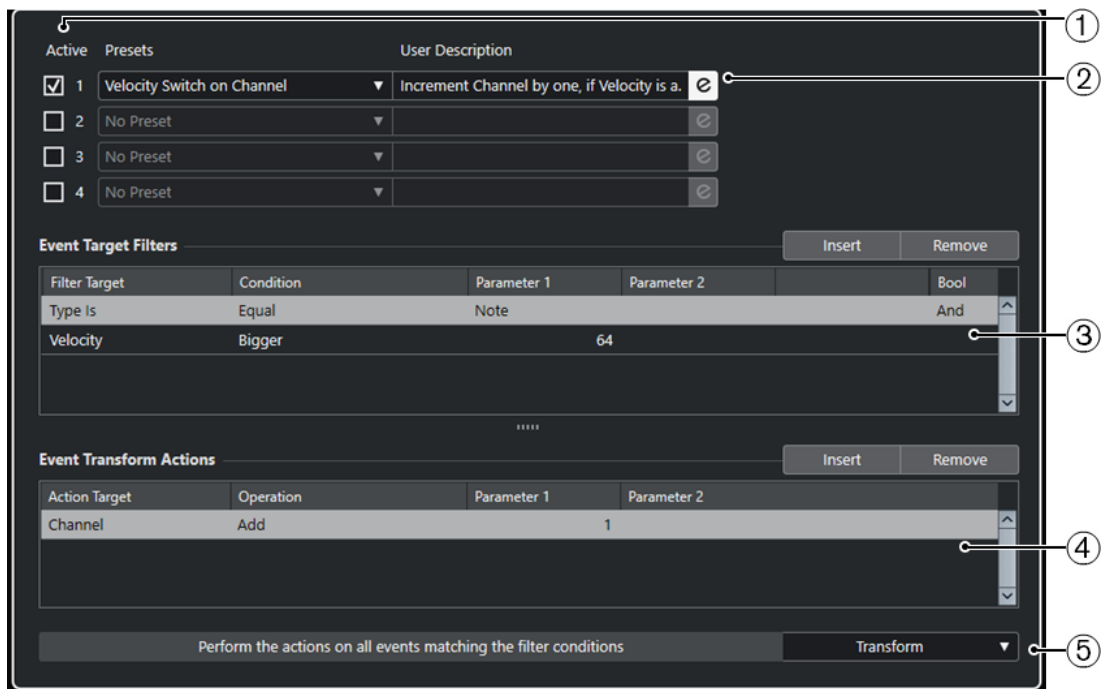 ①
Active Presets User Description
1 Velocity Switch on Channel Increment Channel by one, if Velocity is a. e
②
2 No Preset e
3 No Preset e
4 No Preset e
Event Target Filters Insert Remove
Filter Target Condition Parameter 1 Parameter 2 Bool
Type Is Equal Note And
Velocity Bigger 64
③
Event Transform Actions Insert Remove
Action Target Operation Parameter 1 Parameter 2
Channel Add 1
④
Perform the actions on all events matching the filter conditions Transform
⑤